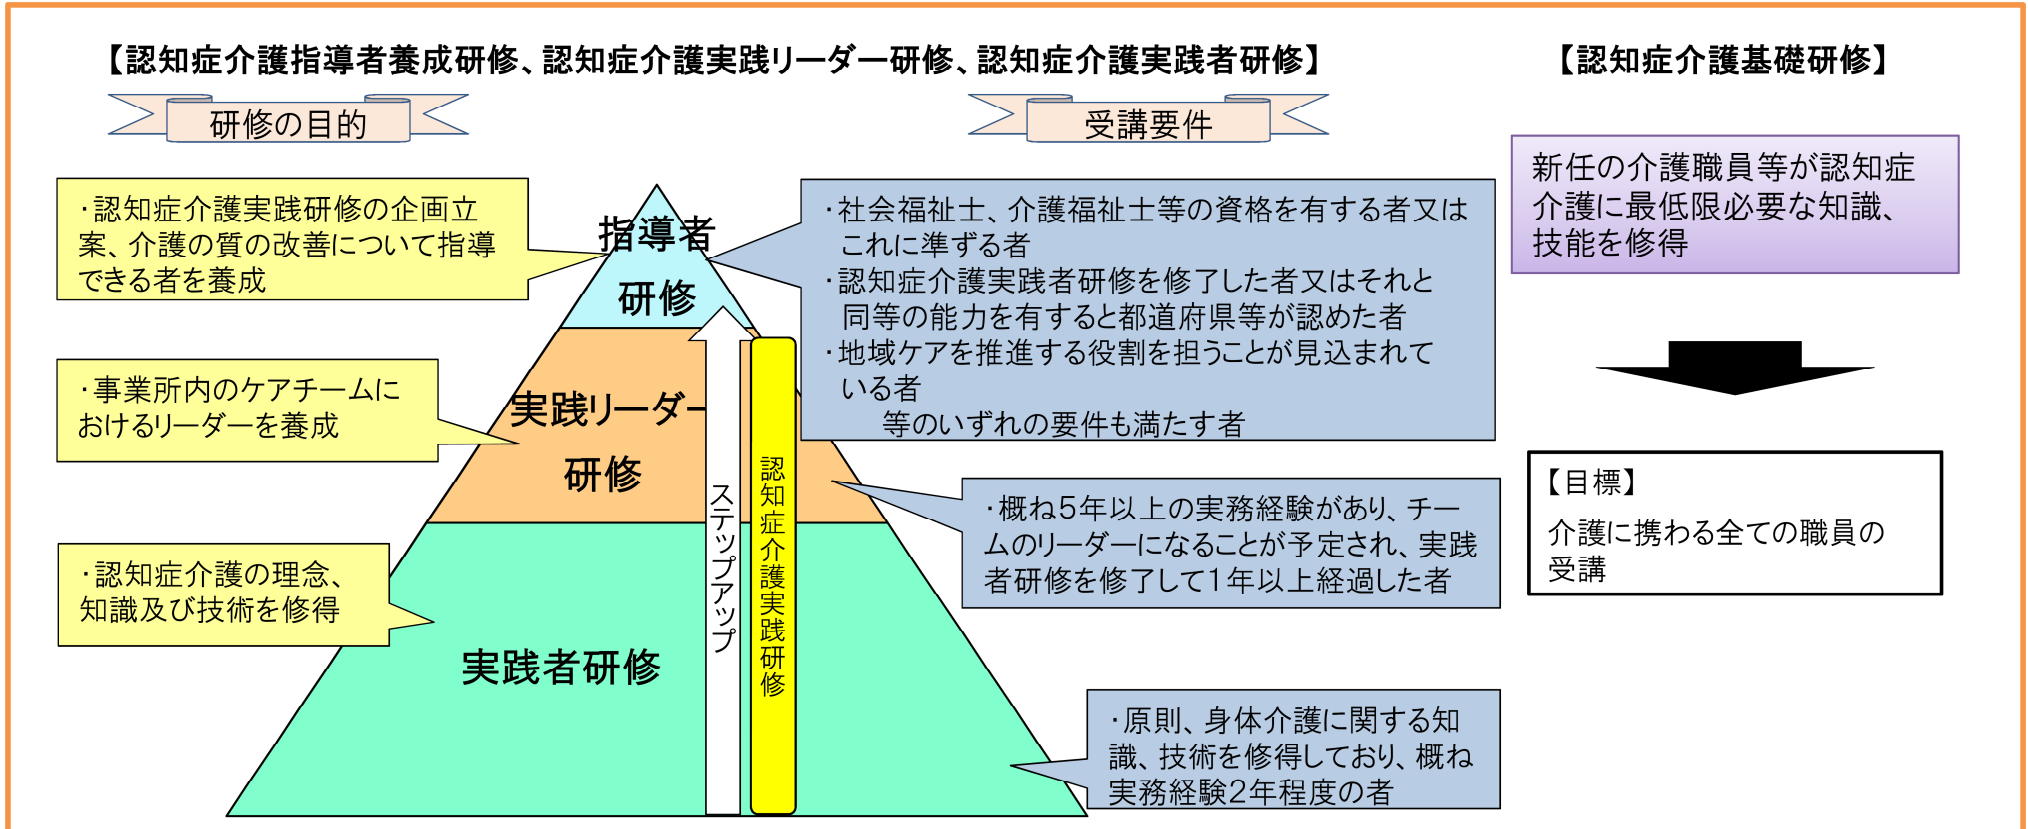 【認知症介護指導者養成研修、認知症介護実践リーダー研修、認知症介護実践者研修】
研修の目的
受講要件
・認知症介護実践研修の企画立
案、介護の質の改善について指導
できる者を養成
指導者
研修
・社会福祉士、介護福祉士等の資格を有する者又は
これに準ずる者
・認知症介護実践者研修を修了した者又はそれと
同等の能力を有すると都道府県等が認めた者
・地域ケアを推進する役割を担うことが見込まれて
いる者
等のいずれの要件も満たす者
・事業所内のケアチームに
おけるリーダーを養成
実践リーダー
研修
・概ね5年以上の実務経験があり、チー
ムのリーダーになることが予定され、実践
者研修を修了して1年以上経過した者
・認知症介護の理念、
知識及び技術を修得
実践者研修
ステップアップ
認知症介護実践研修
・原則、身体介護に関する知
識、技術を修得しており、概ね
実務経験2年程度の者
【認知症介護基礎研修】
新任の介護職員等が認知症
介護に最低限必要な知識、
技能を修得
【目標】
介護に携わる全ての職員の
受講